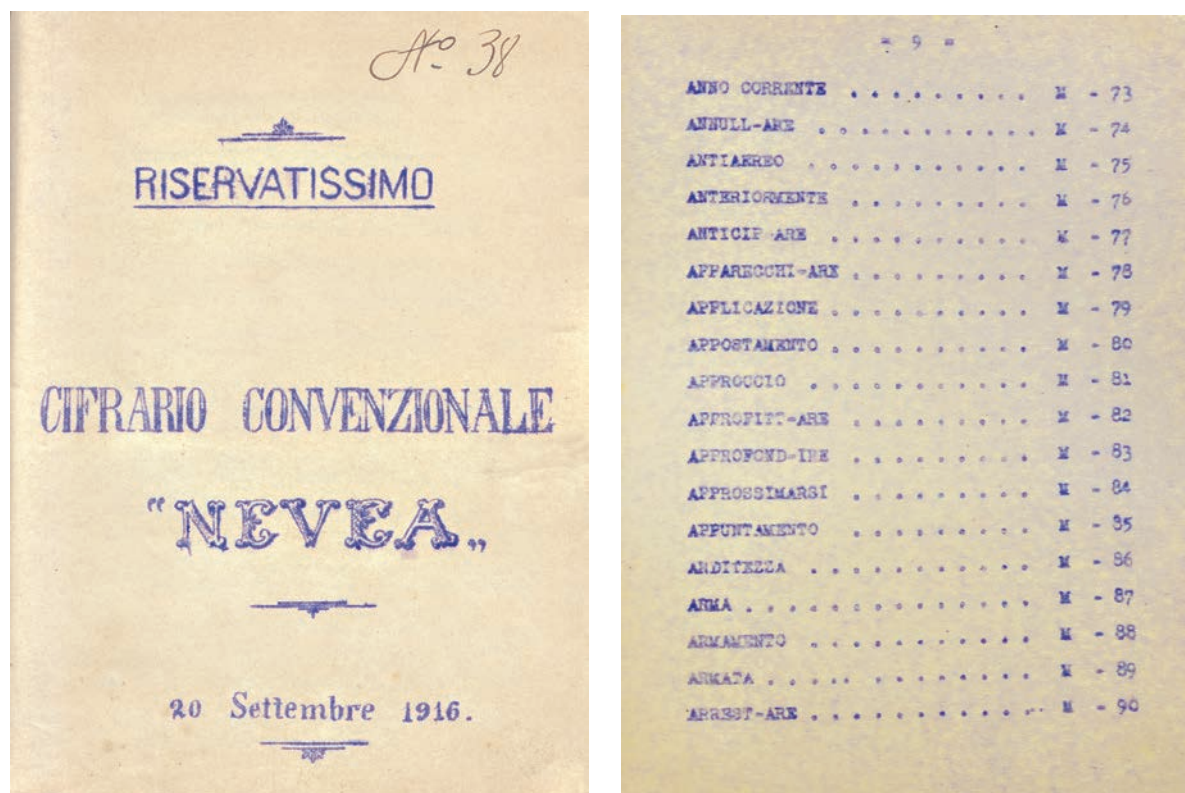 Nº 38
RISERVATISSIMO
CIFRARIO CONVENZIONALE
"NEVEA„
20 Settembre 1916.
= 9 =
ANNO CORRENTE . . . . . . . . . . M - 73
ANNULL-ARE . . . . . . . . . . . . M - 74
ANTIAEREO . . . . . . . . . . . M - 75
ANTERIORMENTE . . . . . . . . . M - 76
ANTICIP-ARE . . . . . . . . . . M - 77
APPARECCHI-ARE . . . . . . . . . M - 78
APPLICAZIONE . . . . . . . . . . M - 79
APPOSTAMENTO . . . . . . . . . . M - 80
APPROCCIO . . . . . . . . . . . M - 81
APPROFITT-ARE . . . . . . . . . M - 82
APPROFOND-IRE . . . . . . . . . M - 83
APPROSSIMARSI . . . . . . . . . M - 84
APPUNTAMENTO . . . . . . . . . M - 85
ARDITEZZA . . . . . . . . . . . M - 86
ARMA . . . . . . . . . . . . . . M - 87
ARMAMENTO . . . . . . . . . . . M - 88
ARMATA . . . . . . . . . . . . . M - 89
ARREST-ARE . . . . . . . . . . . M - 90